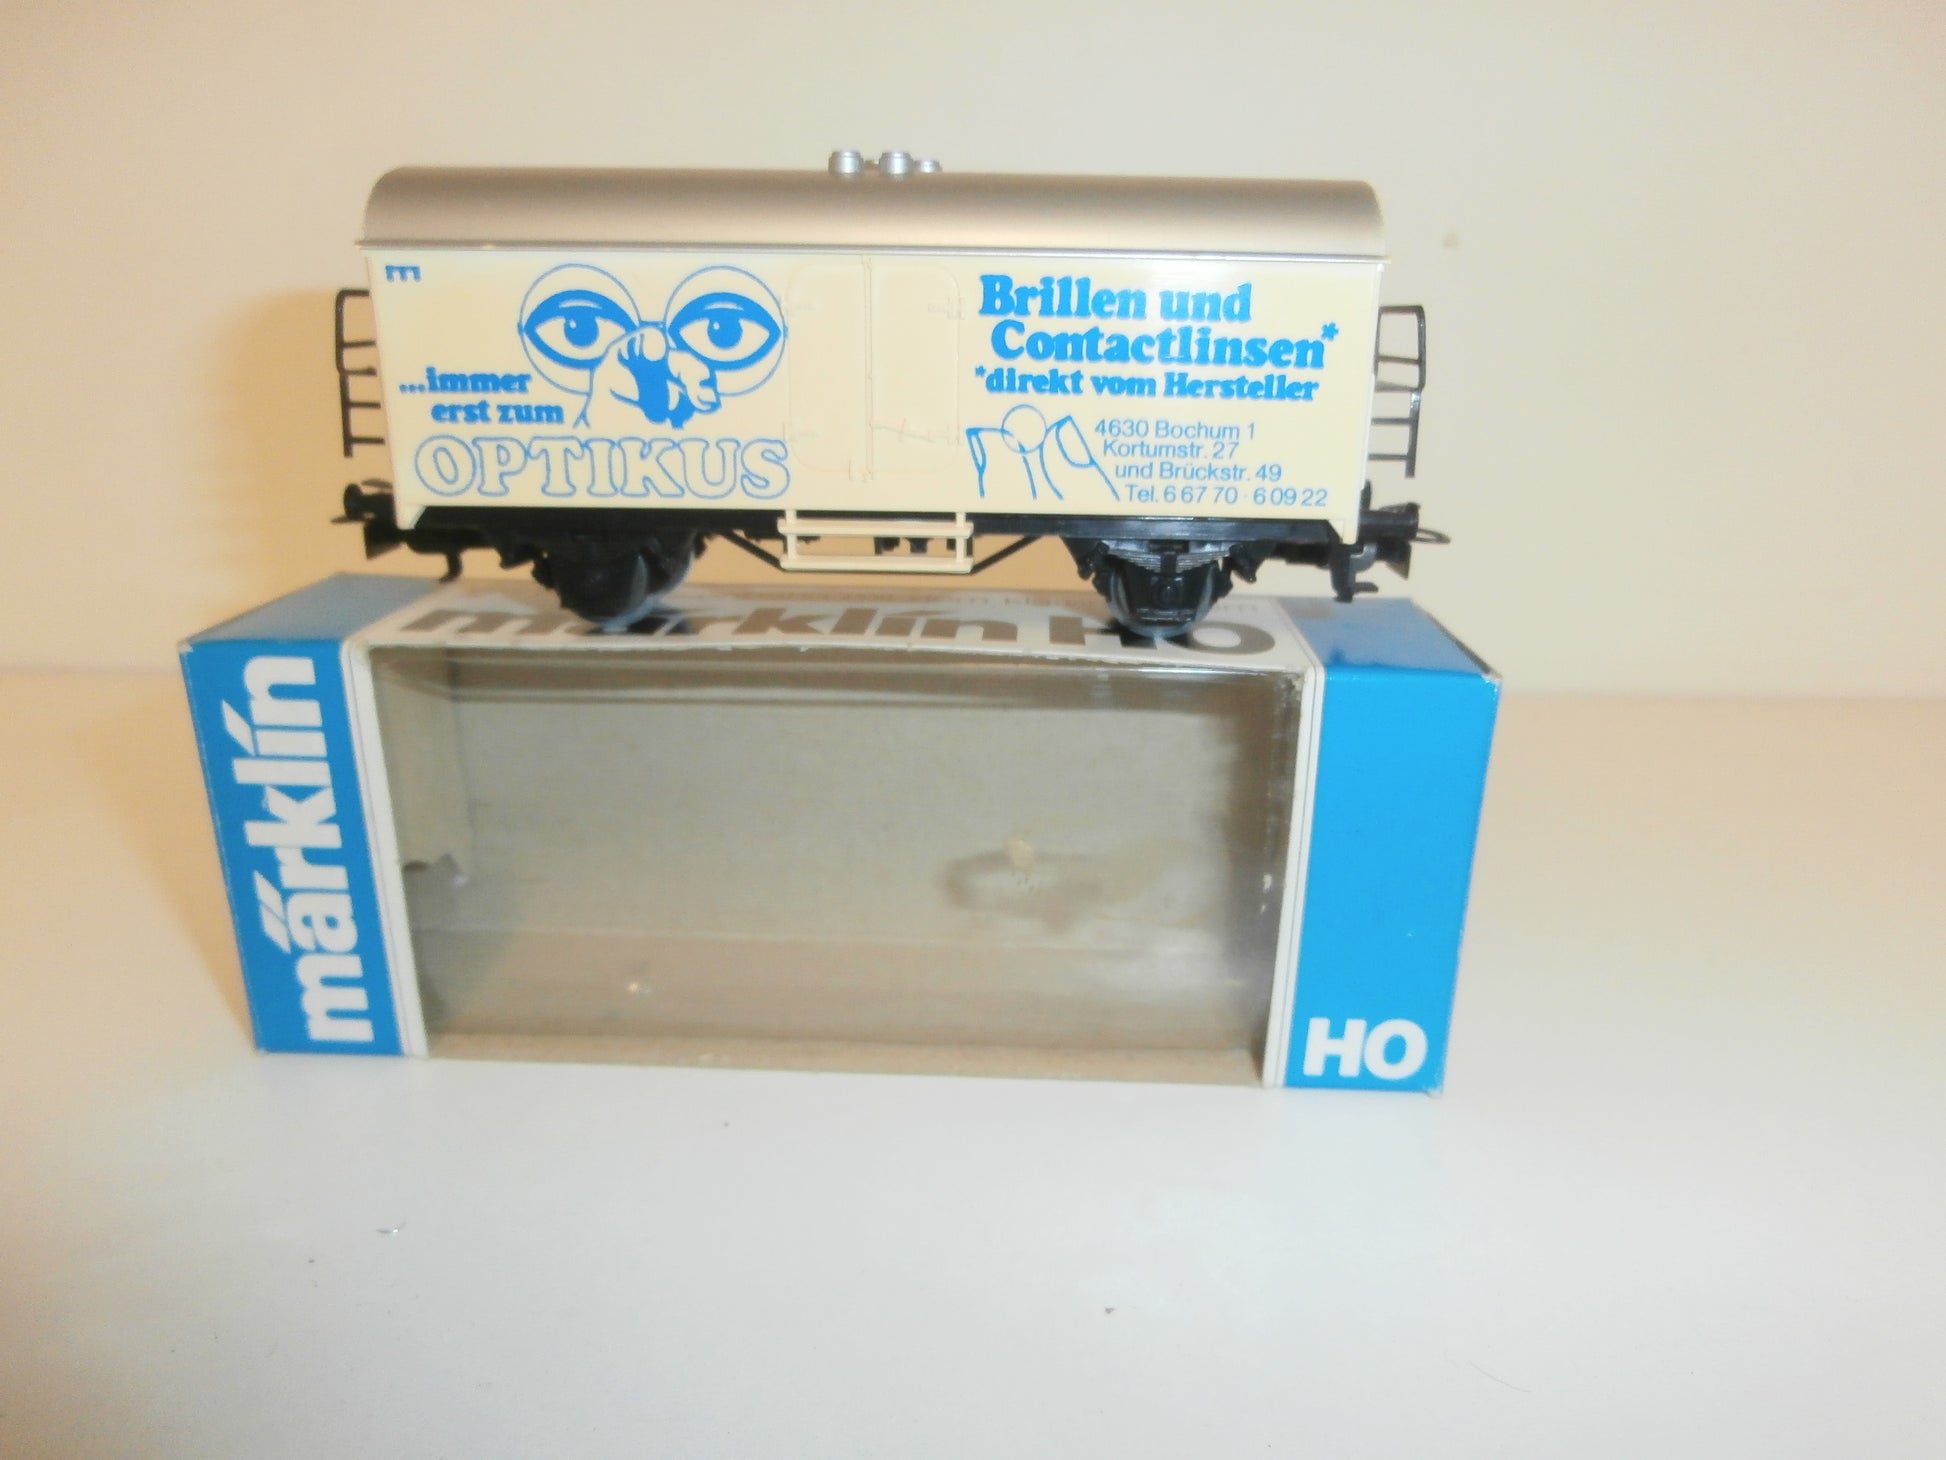 ...immer
erst zum
OPTIKUS
Brillen und
Contactlinsen*
*direkt vom Hersteller
4630 Bochum 1
Kortumstr. 27
und Brückstr. 49
Tel. 6 67 70 · 6 09 22
märklin HO
märklin
HO